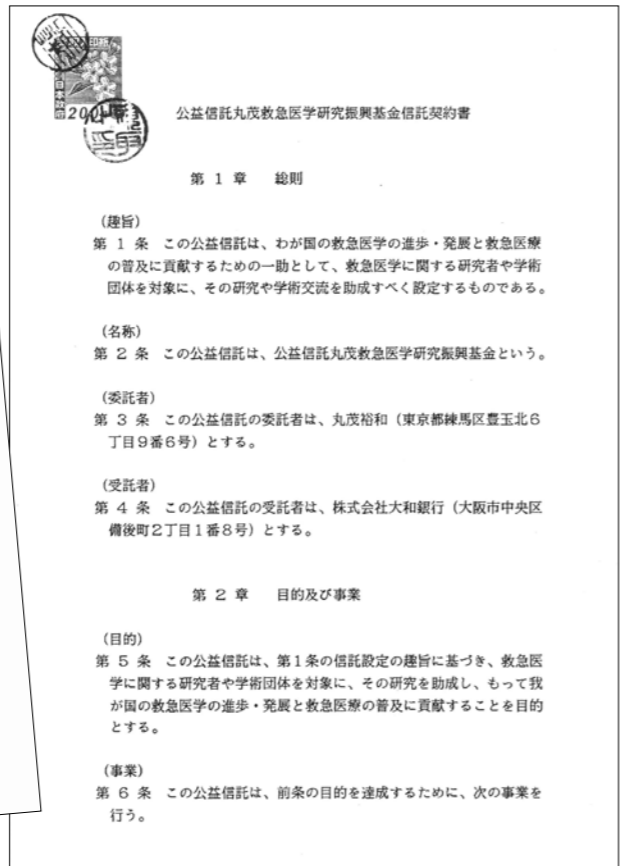 200
公益信託丸茂救急医学研究振興基金信託契約書
第 1 章　総則
(趣旨)
第 1 条　この公益信託は、わが国の救急医学の進歩・発展と救急医療
の普及に貢献するための一助として、救急医学に関する研究者や学術
団体を対象に、その研究や学術交流を助成すべく設定するものである。
(名称)
第 2 条　この公益信託は、公益信託丸茂救急医学研究振興基金という。
(委託者)
第 3 条　この公益信託の委託者は、丸茂裕和（東京都練馬区豊玉北6
丁目9番6号）とする。
(受託者)
第 4 条　この公益信託の受託者は、株式会社大和銀行（大阪市中央区
備後町2丁目1番8号）とする。
第 2 章　目的及び事業
(目的)
第 5 条　この公益信託は、第1条の信託設定の趣旨に基づき、救急医
学に関する研究者や学術団体を対象に、その研究を助成し、もって我
が国の救急医学の進歩・発展と救急医療の普及に貢献することを目的
とする。
(事業)
第 6 条　この公益信託は、前条の目的を達成するために、次の事業を
行う。